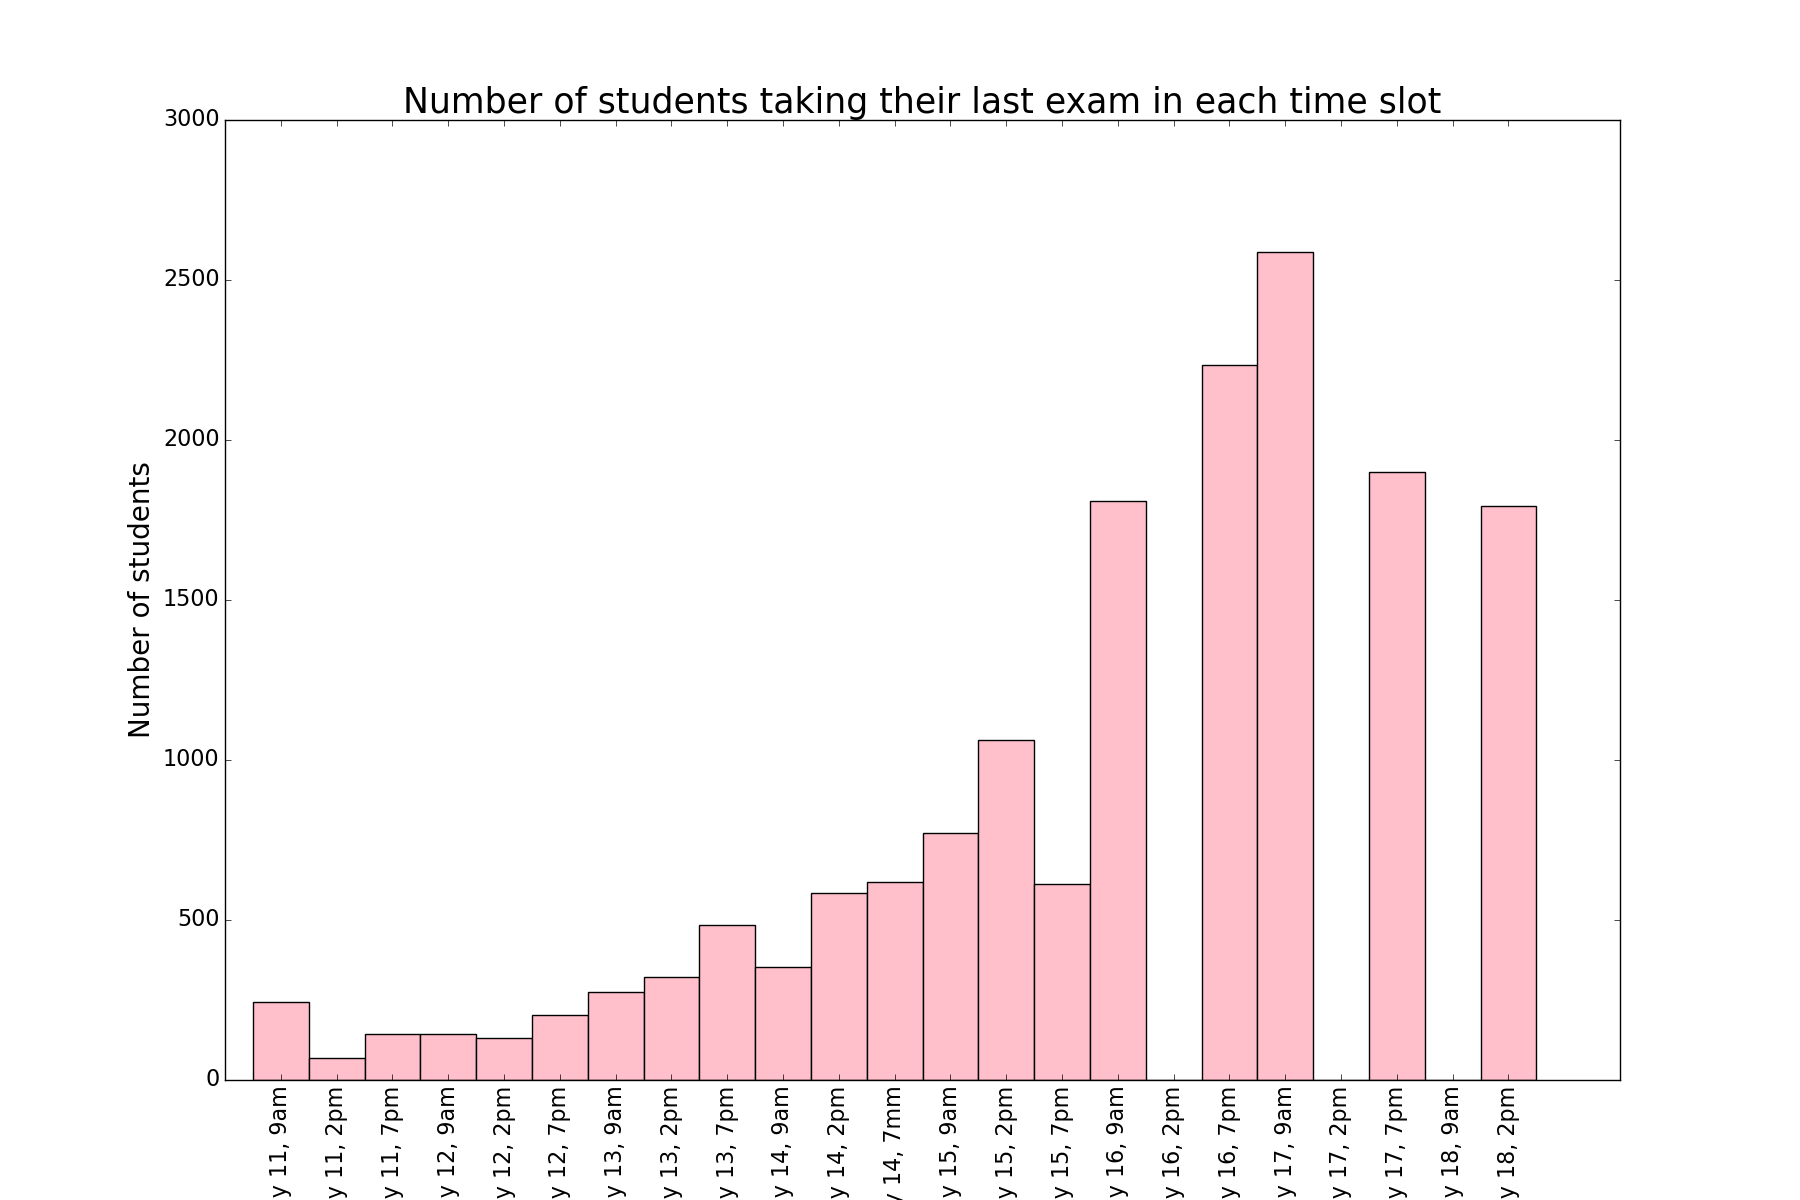 Number of students taking their last exam in each time slot
Number of students
3000
2500
2000
1500
1000
500
0
y 11, 9am
y 11, 2pm
y 11, 7pm
y 12, 9am
y 12, 2pm
y 12, 7pm
y 13, 9am
y 13, 2pm
y 13, 7pm
y 14, 9am
y 14, 2pm
y 14, 7mm
y 15, 9am
y 15, 2pm
y 15, 7pm
y 16, 9am
y 16, 2pm
y 16, 7pm
y 17, 9am
y 17, 2pm
y 17, 7pm
y 18, 9am
y 18, 2pm